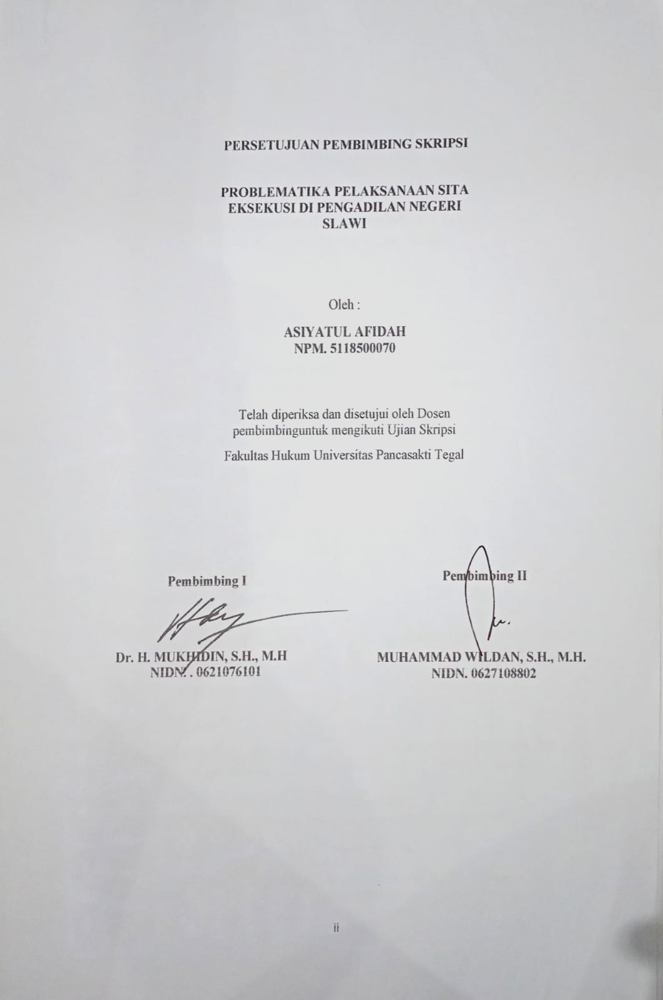 PERSETUJUAN PEMBIMBING SKRIPSI
PROBLEMATIKA PELAKSANAAN SITA
EKSEKUSI DI PENGADILAN NEGERI
SLAWI
Oleh :
ASIYATUL AFIDAH
NPM. 5118500070
Telah diperiksa dan disetujui oleh Dosen
pembimbinguntuk mengikuti Ujian Skripsi
Fakultas Hukum Universitas Pancasakti Tegal
Pembimbing I
Dr. H. MUKHIDIN, S.H., M.H
NIDN. . 0621076101
Pembimbing II
MUHAMMAD WILDAN, S.H., M.H.
NIDN. 0627108802
ii